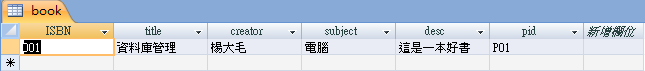 book
ISBN title creator subject desc pid 新增欄位
001 資料庫管理 楊大毛 電腦 這是一本好書 P01
*